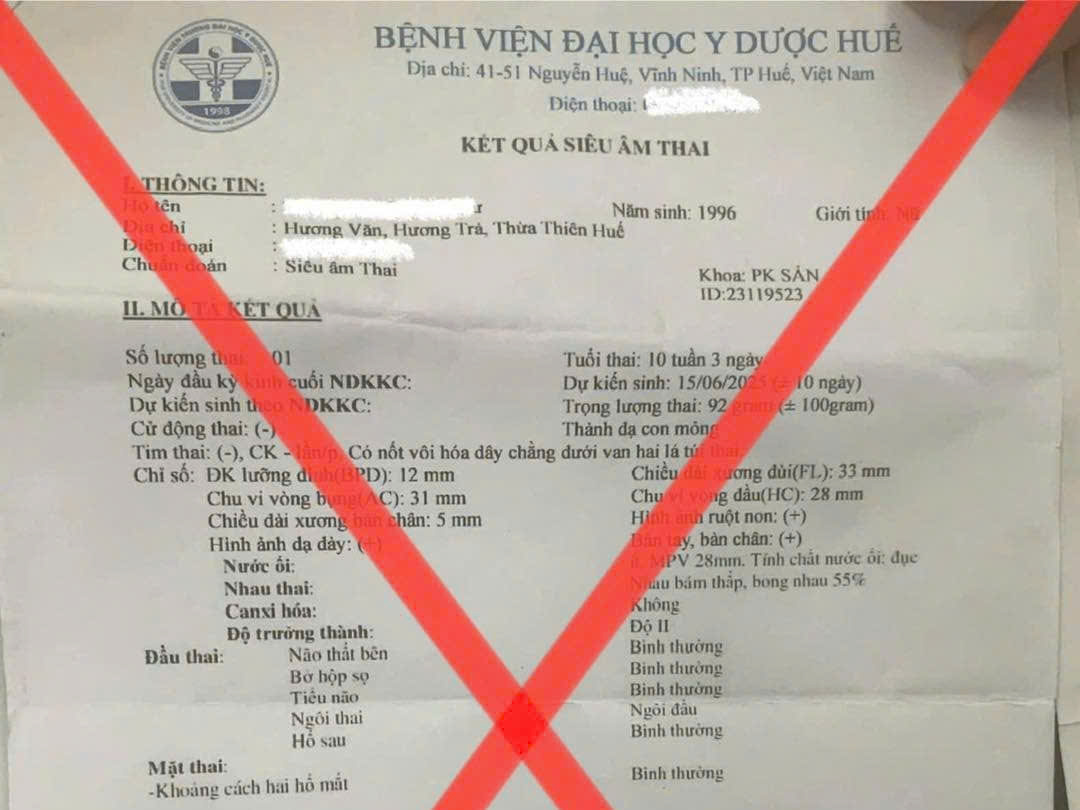 BỆNH VIỆN ĐẠI HỌC Y DƯỢC HUẾ
Địa chỉ: 41-51 Nguyễn Huệ, Vĩnh Ninh, TP Huế, Việt Nam
Điện thoại:
1998
KẾT QUẢ SIÊU ÂM THAI
I. THÔNG TIN:
Họ tên : Năm sinh: 1996 Giới tính: Nữ
Địa chỉ : Hương Văn, Hương Trà, Thừa Thiên Huế
Điện thoại :
Chuẩn đoán : Siêu âm Thai
Khoa: PK SẢN
ID:23119523
II. MÔ TẢ KẾT QUẢ
Số lượng thai: 01 Tuổi thai: 10 tuần 3 ngày
Ngày đầu kỳ kinh cuối NDKKC: Dự kiến sinh: 15/06/2025 (± 10 ngày)
Dự kiến sinh theo NDKKC: Trọng lượng thai: 92 gram (± 100gram)
Cử động thai: (-) Thành dạ con mỏng
Tim thai: (-), CK - lần/p, Có nốt vôi hóa dây chằng dưới van hai lá túi thai
Chỉ số: ĐK lưỡng đỉnh(BPD): 12 mm Chiều dài xương đùi(FL): 33 mm
Chu vi vòng bụng(AC): 31 mm Chu vi vòng đầu(HC): 28 mm
Chiều dài xương bàn chân: 5 mm Hình ảnh ruột non: (+)
Hình ảnh dạ dày: (+) Bàn tay, bàn chân: (+)
Nước ối: MPV 28mm. Tính chất nước ối: đục
Nhau thai: Nhau bám thấp, bong nhau 55%
Canxi hóa: Không
Độ trưởng thành: Độ II
Đầu thai: Não thất bên Bình thường
Bờ hộp sọ Bình thường
Tiểu não Bình thường
Ngôi thai Ngôi đầu
Hố sau Bình thường
Mặt thai:
-Khoảng cách hai hố mắt Bình thường